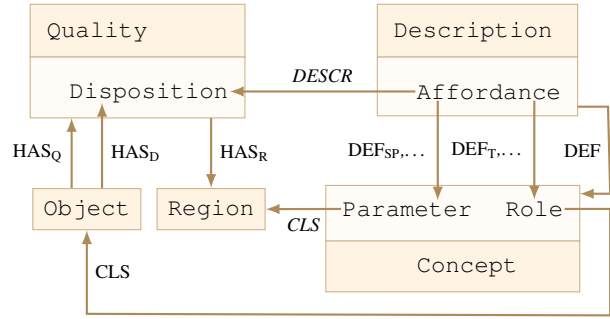 Quality
Description
DESCR
Disposition
Affordance
HAS_Q
HAS_D
HAS_R
DEF_SP,...
DEF_T,...
DEF
Object
Region
CLS
Parameter
Role
CLS
Concept